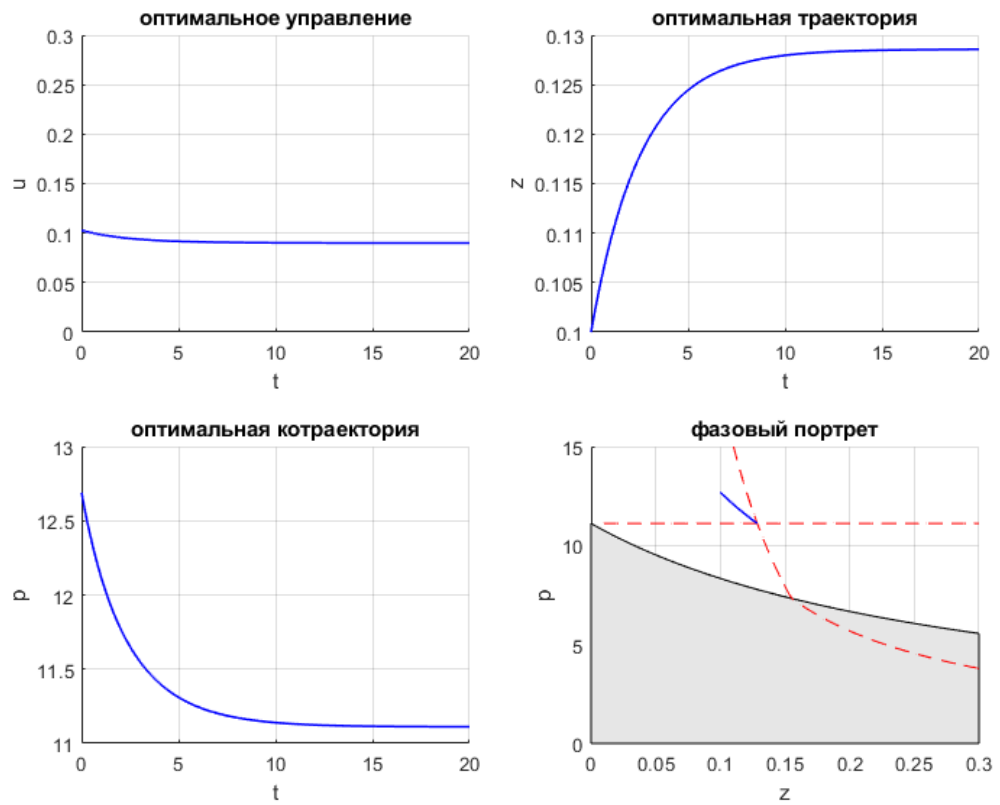 оптимальное управление
0.3
0.25
0.2
0.15
0.1
0.05
0
u
0 5 10 15 20
t
оптимальная траектория
0.13
0.125
0.12
0.115
0.11
0.105
0.1
z
0 5 10 15 20
t
оптимальная котраектория
13
12.5
12
11.5
11
p
0 5 10 15 20
t
фазовый портрет
15
10
5
0
p
0 0.05 0.1 0.15 0.2 0.25 0.3
z